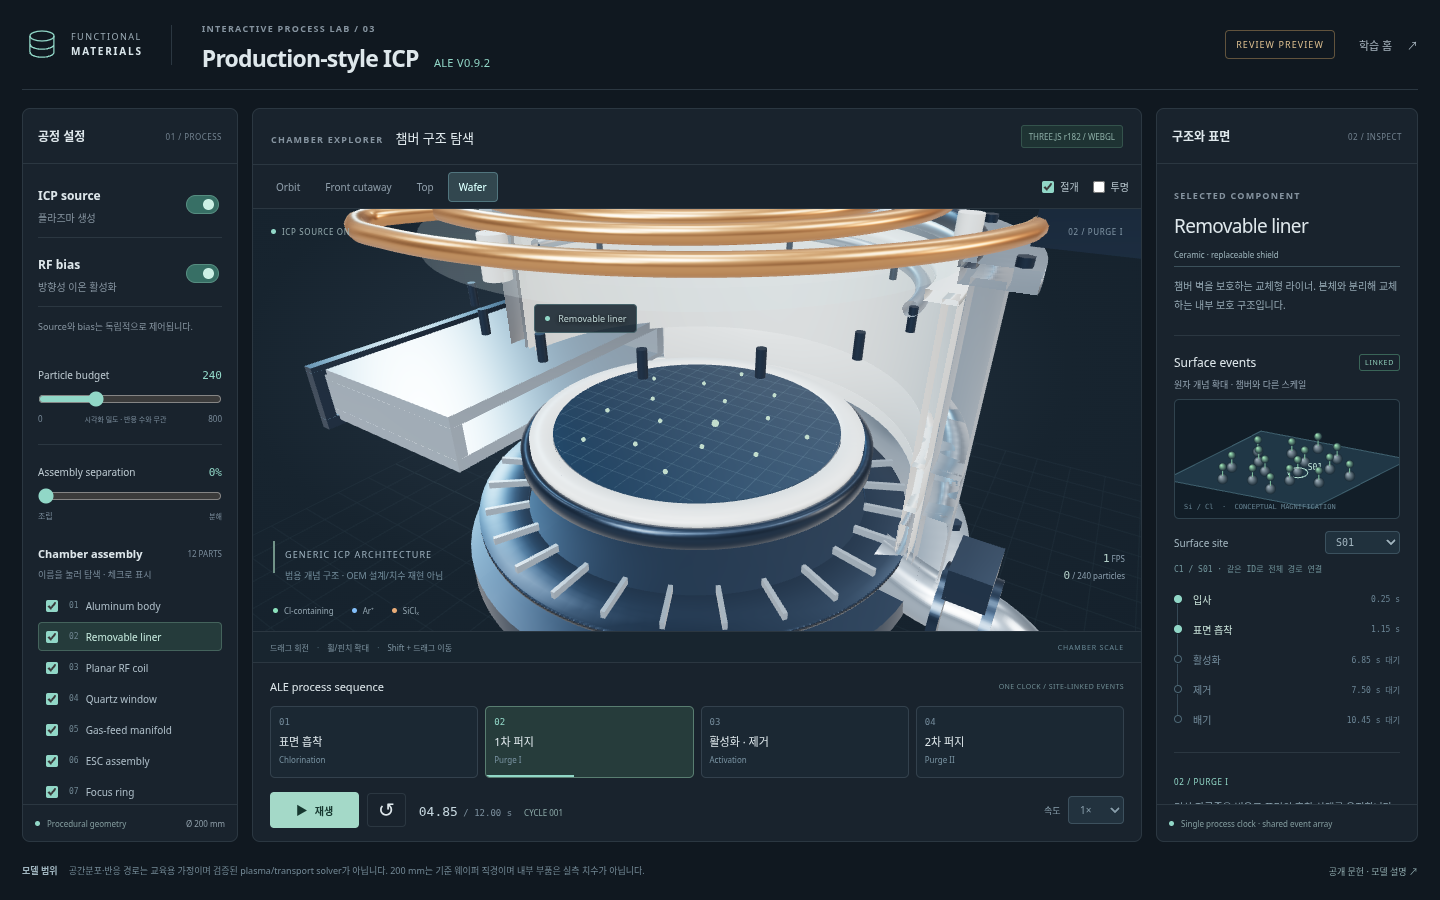 FUNCTIONAL
MATERIALS
INTERACTIVE PROCESS LAB / 03
Production-style ICP ALE V0.9.2
REVIEW PREVIEW
학습 홈 ↗
공정 설정 01 / PROCESS
ICP source
플라즈마 생성
RF bias
방향성 이온 활성화
Source와 bias는 독립적으로 제어됩니다.
Particle budget 240
0 시각화 밀도 · 반응 수와 무관 800
Assembly separation 0%
조립 분해
Chamber assembly 12 PARTS
이름을 눌러 탐색 · 체크로 표시
01 Aluminum body
02 Removable liner
03 Planar RF coil
04 Quartz window
05 Gas-feed manifold
06 ESC assembly
07 Focus ring
Procedural geometry Ø 200 mm
CHAMBER EXPLORER 챔버 구조 탐색
THREE.JS r182 / WEBGL
Orbit Front cutaway Top Wafer
절개 투명
ICP SOURCE ON
02 / PURGE I
Removable liner
GENERIC ICP ARCHITECTURE
범용 개념 구조 · OEM 설계/치수 재현 아님
Cl-containing Ar⁺ SiClₓ
1 FPS
0 / 240 particles
드래그 회전 · 휠/핀치 확대 · Shift + 드래그 이동
CHAMBER SCALE
ALE process sequence
ONE CLOCK / SITE-LINKED EVENTS
01
표면 흡착
Chlorination
02
1차 퍼지
Purge I
03
활성화 · 제거
Activation
04
2차 퍼지
Purge II
▶ 재생
↺
04.85 / 12.00 s CYCLE 001
속도 1×
구조와 표면 02 / INSPECT
SELECTED COMPONENT
Removable liner
Ceramic · replaceable shield
챔버 벽을 보호하는 교체형 라이너. 본체와 분리해 교체
하는 내부 보호 구조입니다.
Surface events LINKED
원자 개념 확대 · 챔버와 다른 스케일
S01
Si / Cl · CONCEPTUAL MAGNIFICATION
Surface site S01
C1 / S01 · 같은 ID로 전체 경로 연결
입사 0.25 s
표면 흡착 1.15 s
활성화 6.85 s 대기
제거 7.50 s 대기
배기 10.45 s 대기
02 / PURGE I
Single process clock · shared event array
모델 범위 공간분포·반응 경로는 교육용 가정이며 검증된 plasma/transport solver가 아닙니다. 200 mm는 기준 웨이퍼 직경이며 내부 부품은 실측 치수가 아닙니다.
공개 문헌 · 모델 설명 ↗